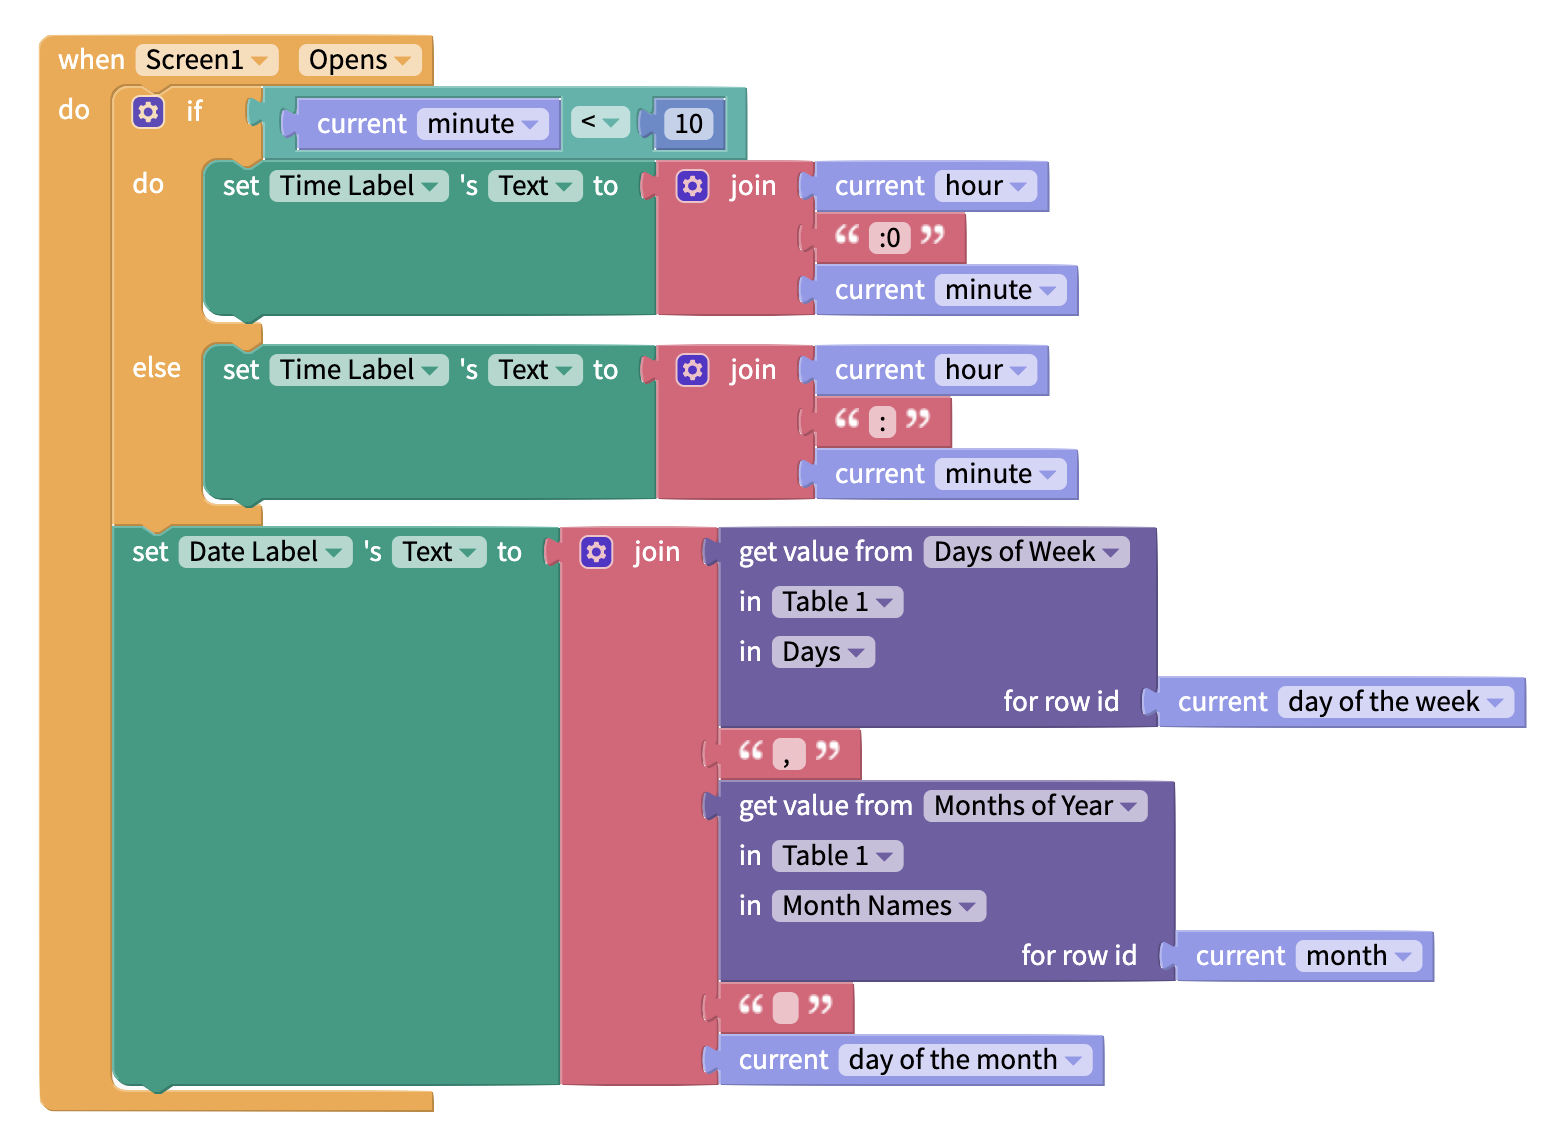 when Screen1 Opens
do if current minute < 10
do set Time Label 's Text to join current hour
“ :0 ”
current minute
else set Time Label 's Text to join current hour
“ : ”
current minute
set Date Label 's Text to join get value from Days of Week
in Table 1
in Days
for row id current day of the week
“ , ”
get value from Months of Year
in Table 1
in Month Names
for row id current month
“ ”
current day of the month